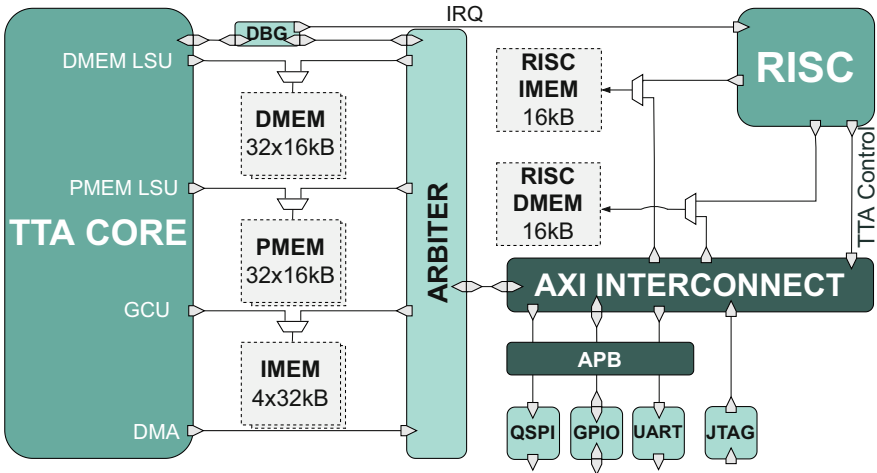 IRQ
DBG
DMEM LSU
RISC
IMEM
16kB
RISC
DMEM
32x16kB
RISC
DMEM
16kB
PMEM LSU
TTA CORE
PMEM
32x16kB
ARBITER
TTA Control
AXI INTERCONNECT
GCU
IMEM
4x32kB
APB
DMA
QSPI
GPIO
UART
JTAG